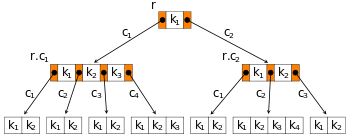 r
k₁
c₁ c₂
r.c₁ r.c₂
k₁ k₂ k₃ k₁ k₂
c₁ c₂ c₃ c₄ c₁ c₂ c₃
k₁ k₂ k₁ k₂ k₁ k₂ k₁ k₂ k₃ k₁ k₂ k₁ k₂ k₃ k₄ k₁ k₂